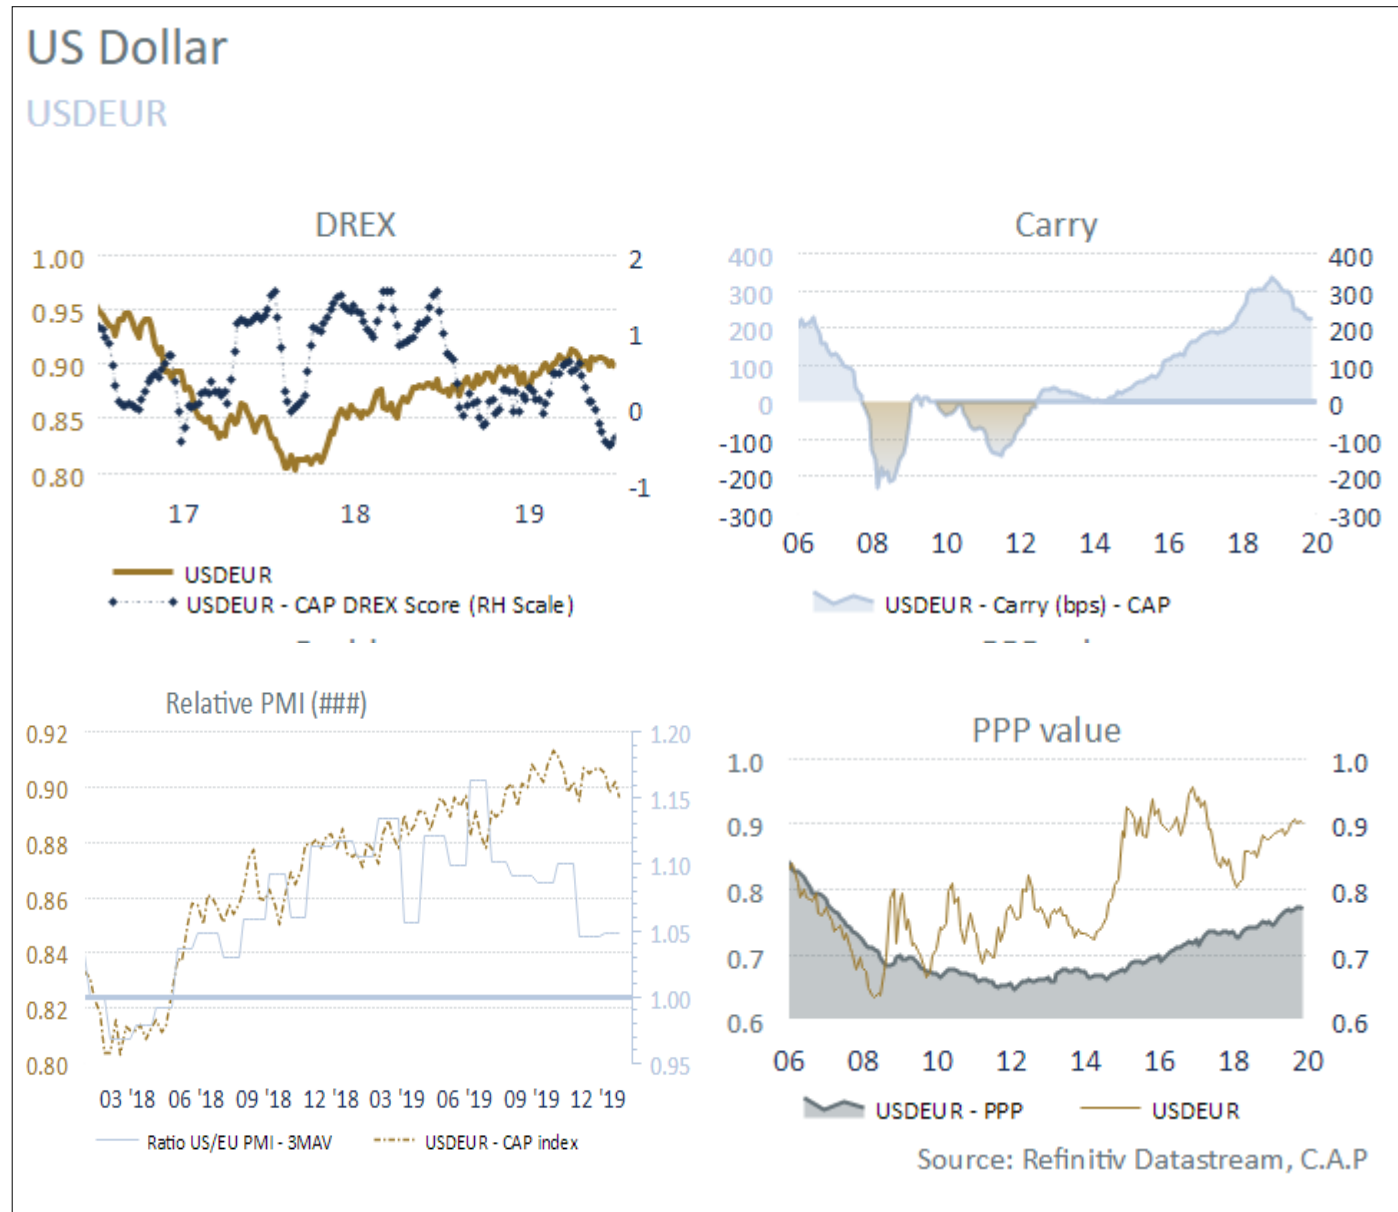 US Dollar
USDEUR
DREX
1.00
0.95
0.90
0.85
0.80
2
1
0
-1
17 18 19
USDEUR
USDEUR - CAP DREX Score (RH Scale)
Carry
400
300
200
100
0
-100
-200
-300
400
300
200
100
0
-100
-200
-300
06 08 10 12 14 16 18 20
USDEUR - Carry (bps) - CAP
Relative PMI (###)
0.92
0.90
0.88
0.86
0.84
0.82
0.80
1.20
1.15
1.10
1.05
1.00
0.95
03 '18 06 '18 09 '18 12 '18 03 '19 06 '19 09 '19 12 '19
Ratio US/EU PMI - 3MAV
USDEUR - CAP index
PPP value
1.0
0.9
0.8
0.7
0.6
1.0
0.9
0.8
0.7
0.6
06 08 10 12 14 16 18 20
USDEUR - PPP
USDEUR
Source: Refinitiv Datastream, C.A.P